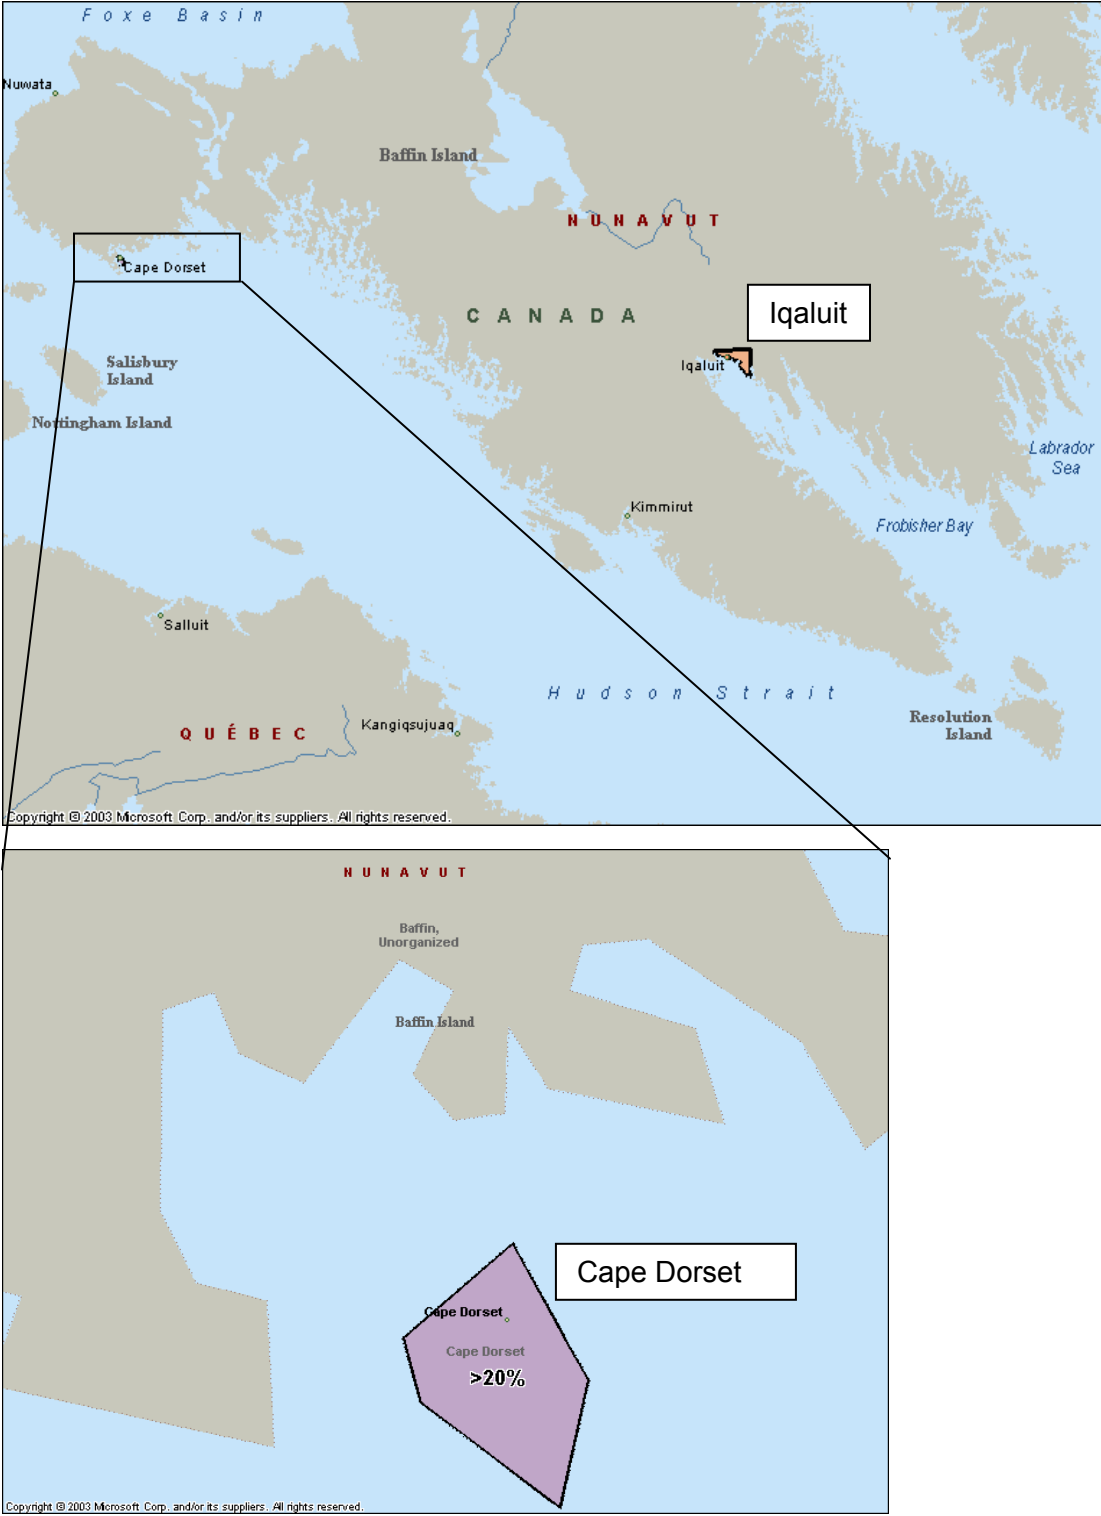 Foxe Basin
Nuwata
Baffin Island
NUNAVUT
Cape Dorset
CANADA
Iqaluit
Iqaluit
Salisbury
Island
Nottingham Island
Labrador
Sea
Kimmirut
Frobisher Bay
Salluit
Hudson Strait
Resolution
Island
QUÉBEC
Kangiqsujuaq
Copyright © 2003 Microsoft Corp. and/or its suppliers. All rights reserved.
NUNAVUT
Baffin,
Unorganized
Baffin Island
Cape Dorset
Cape Dorset
Cape Dorset
>20%
Copyright © 2003 Microsoft Corp. and/or its suppliers. All rights reserved.